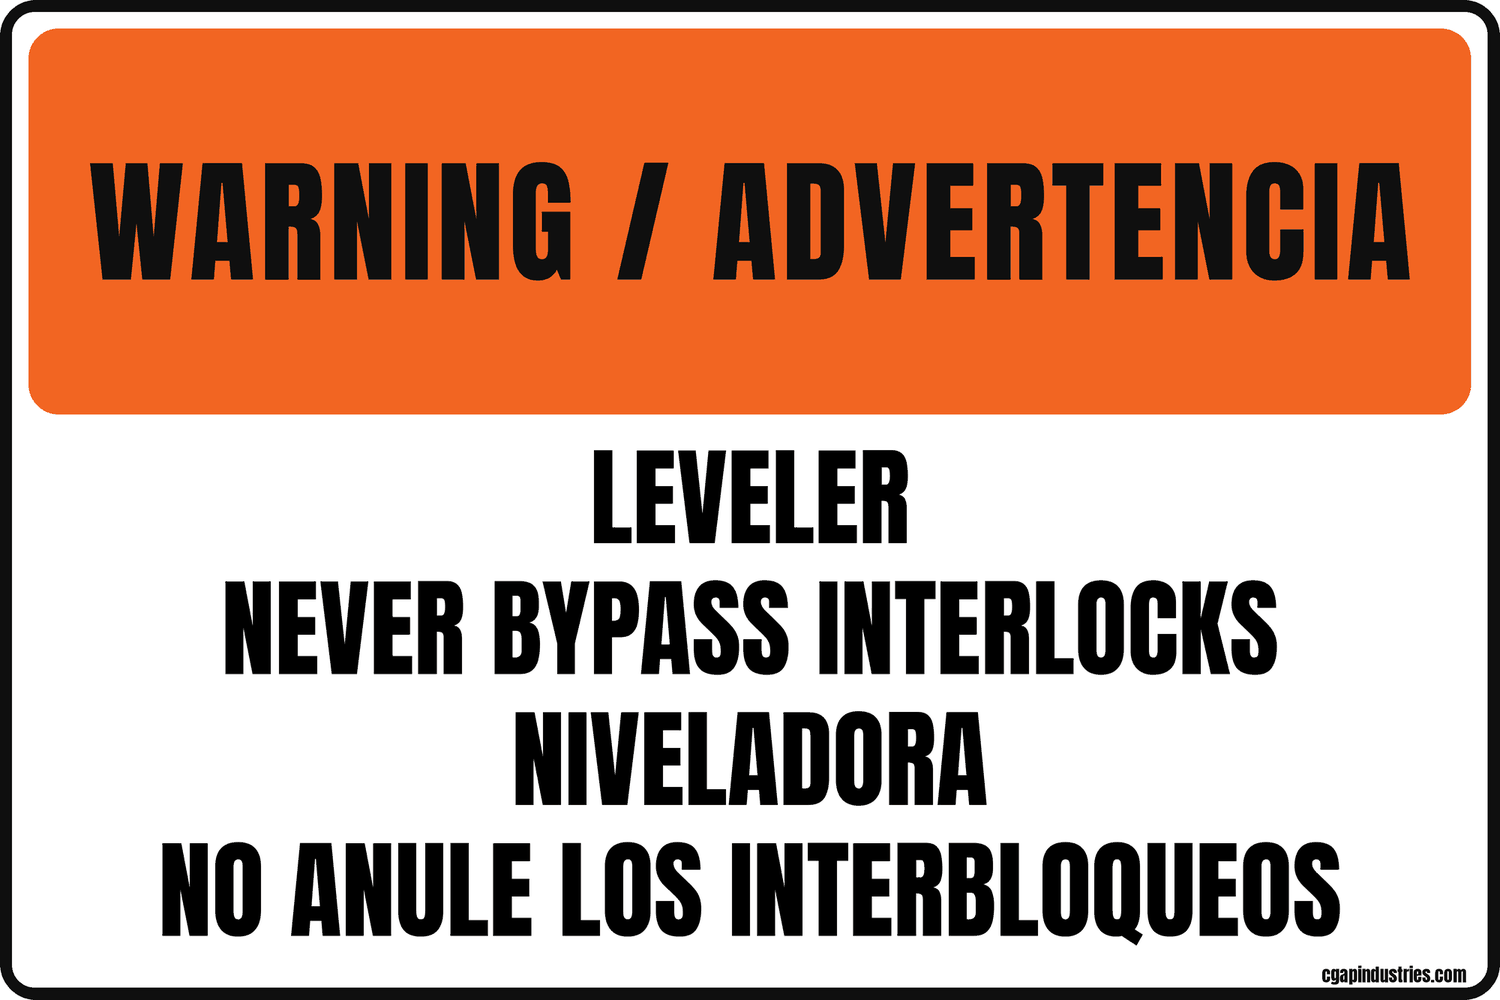 WARNING / ADVERTENCIA
LEVELER
NEVER BYPASS INTERLOCKS
NIVELADORA
NO ANULE LOS INTERBLOQUEOS
cgapindustries.com